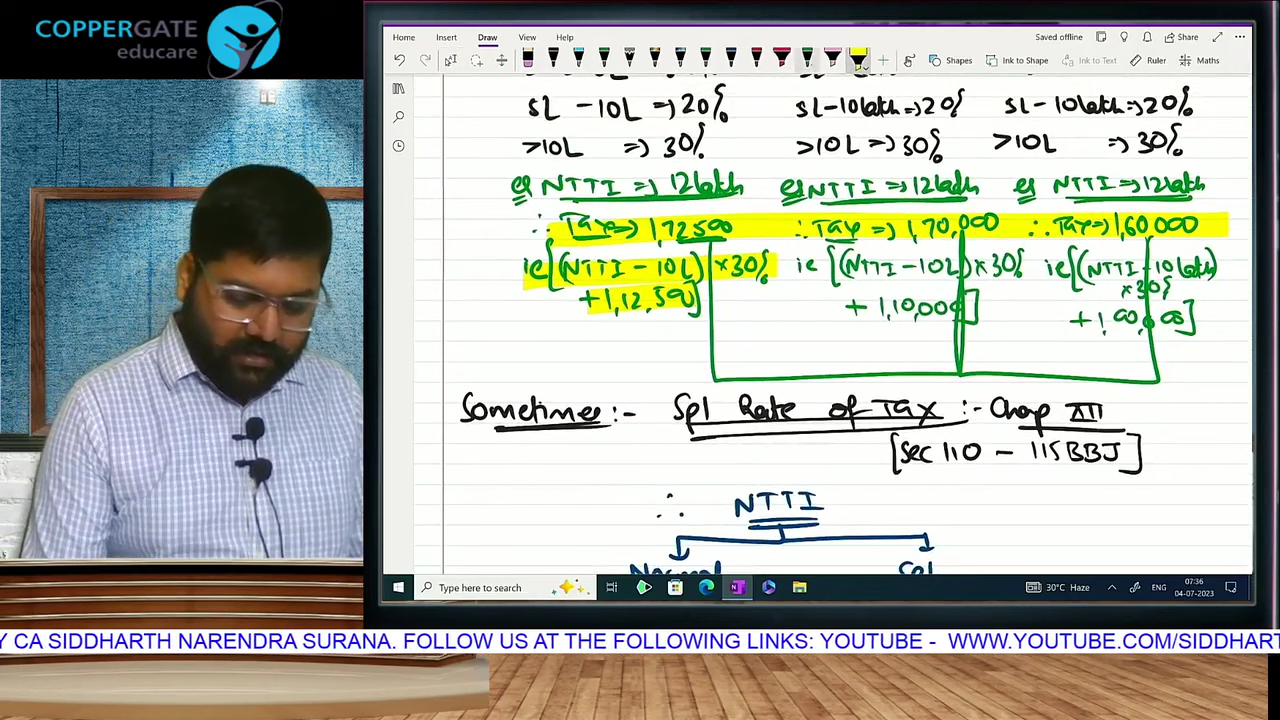 COPPERGATE
educare
Home Insert Draw View Help
Saved offline
Share
Shapes
Ink to Shape
Ink to Text
Ruler
Maths
5L - 10L => 20%
5L - 10lakh => 20%
5L - 10lakh => 20%
>10L => 30%
>10L => 30%
>10L => 30%
eg NTTI => 12lakh
eg NTTI => 12lakh
eg NTTI => 12lakh
∴ Tax => 1,72,500
∴ Tax => 1,70,000
∴ Tax => 1,60,000
ie [(NTTI - 10L) x 30%
ie [(NTTI - 10L) x 30%
ie [(NTTI - 10lakh)
x 30%
+ 1,12,500]
+ 1,10,000]
+ 1,00,000]
Sometimes :- Spl Rate of Tax :- Chap XII
[Sec 110 - 115BBJ]
∴ NTTI
Normal Spl
Type here to search
30°C Haze
ENG
07:36
04-07-2023
Y CA SIDDHARTH NARENDRA SURANA. FOLLOW US AT THE FOLLOWING LINKS: YOUTUBE - WWW.YOUTUBE.COM/SIDDHART